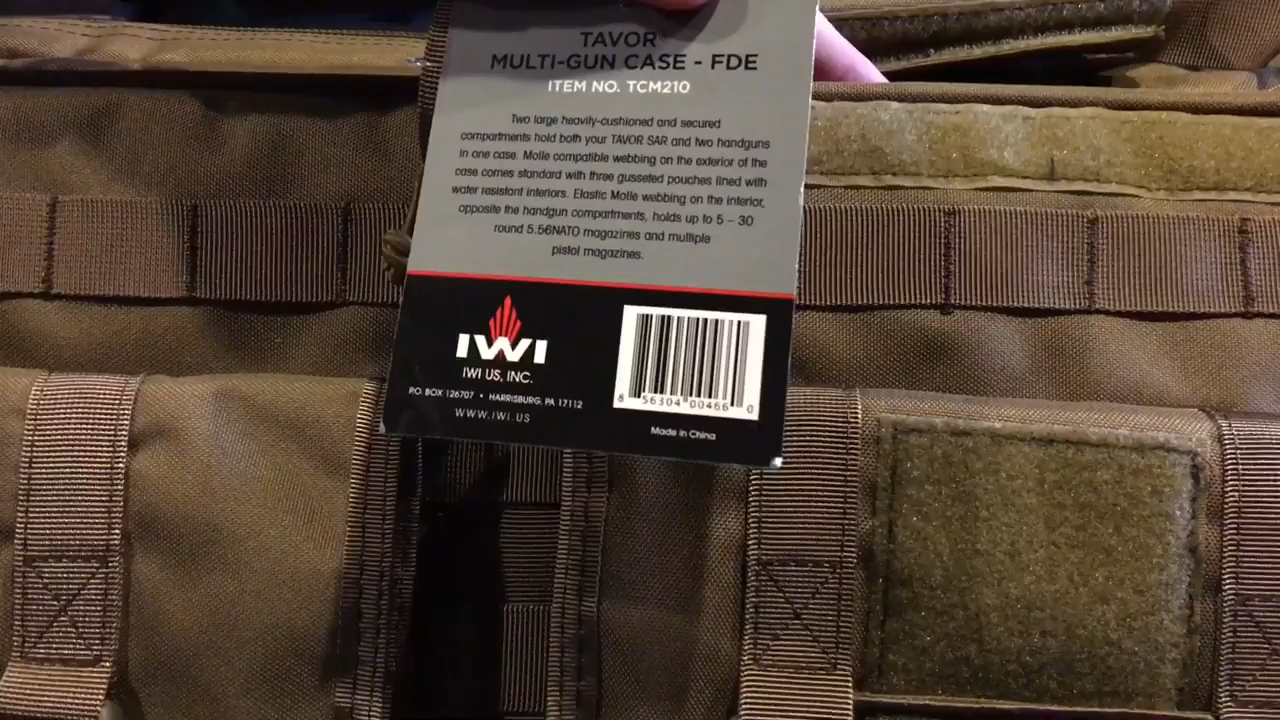 TAVOR
MULTI-GUN CASE - FDE
ITEM NO. TCM210
Two large heavily-cushioned and secured
compartments hold both your TAVOR SAR and two handguns
in one case. Molle compatible webbing on the exterior of the
case comes standard with three gusseted pouches lined with
water resistant interiors. Elastic Molle webbing on the interior,
opposite the handgun compartments, holds up to 5 – 30
round 5.56NATO magazines and multiple
pistol magazines.
IWI
IWI US, INC.
P.O. BOX 126707 • HARRISBURG, PA 17112
WWW.IWI.US
8 56304 00466 0
Made in China